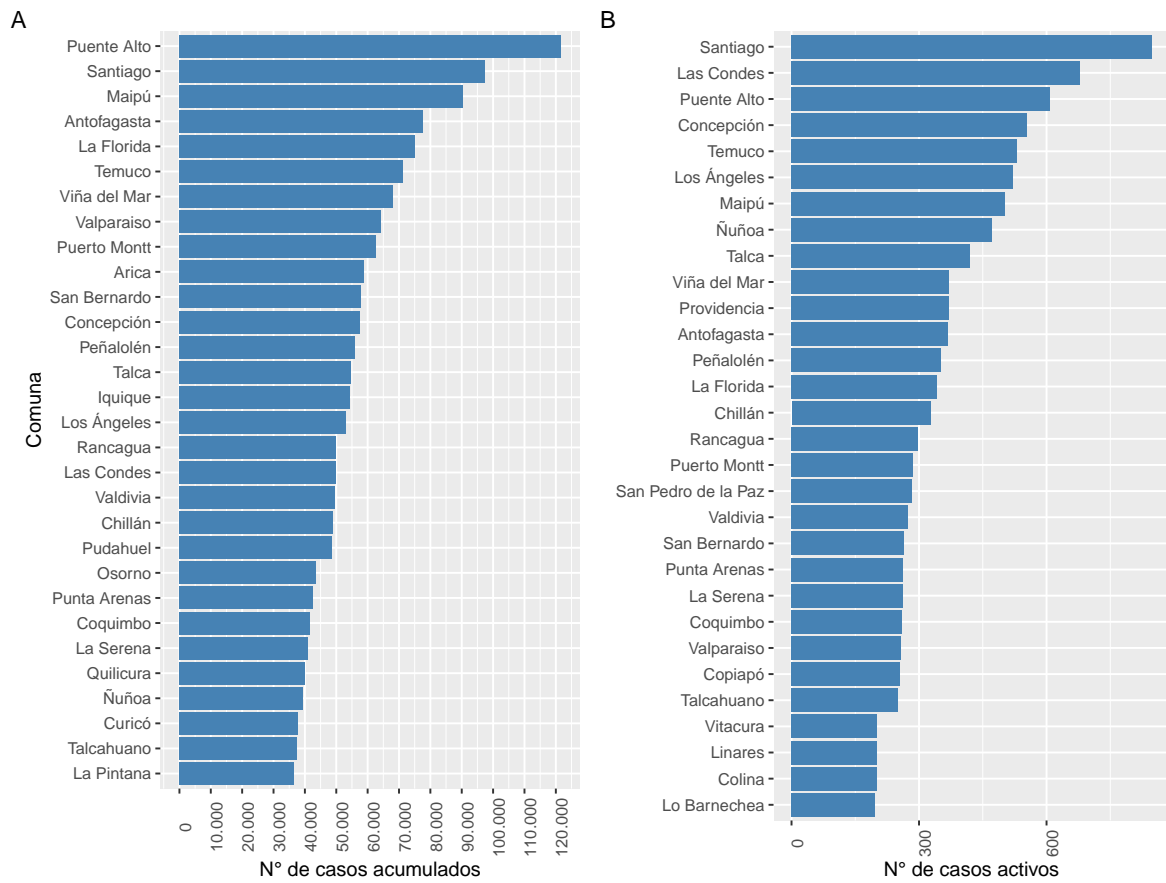 A
Comuna
Puente Alto
Santiago
Maipú
Antofagasta
La Florida
Temuco
Viña del Mar
Valparaiso
Puerto Montt
Arica
San Bernardo
Concepción
Peñalolén
Talca
Iquique
Los Ángeles
Rancagua
Las Condes
Valdivia
Chillán
Pudahuel
Osorno
Punta Arenas
Coquimbo
La Serena
Quilicura
Ñuñoa
Curicó
Talcahuano
La Pintana
0 10.000 20.000 30.000 40.000 50.000 60.000 70.000 80.000 90.000 100.000 110.000 120.000
N° de casos acumulados
B
Santiago
Las Condes
Puente Alto
Concepción
Temuco
Los Ángeles
Maipú
Ñuñoa
Talca
Viña del Mar
Providencia
Antofagasta
Peñalolén
La Florida
Chillán
Rancagua
Puerto Montt
San Pedro de la Paz
Valdivia
San Bernardo
Punta Arenas
La Serena
Coquimbo
Valparaiso
Copiapó
Talcahuano
Vitacura
Linares
Colina
Lo Barnechea
0 300 600
N° de casos activos